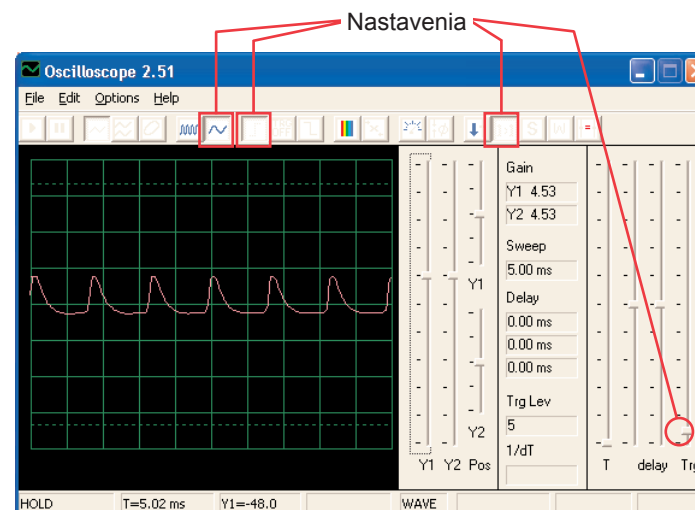 Nastavenia
Oscilloscope 2.51
File Edit Options Help
Gain
Y1 4.53
Y2 4.53
Sweep
5.00 ms
Y1
Delay
0.00 ms
0.00 ms
0.00 ms
Trg Lev
5
Y2
1/dT
Y1 Y2 Pos
T delay Trg
HOLD T=5.02 ms Y1=-48.0 WAVE